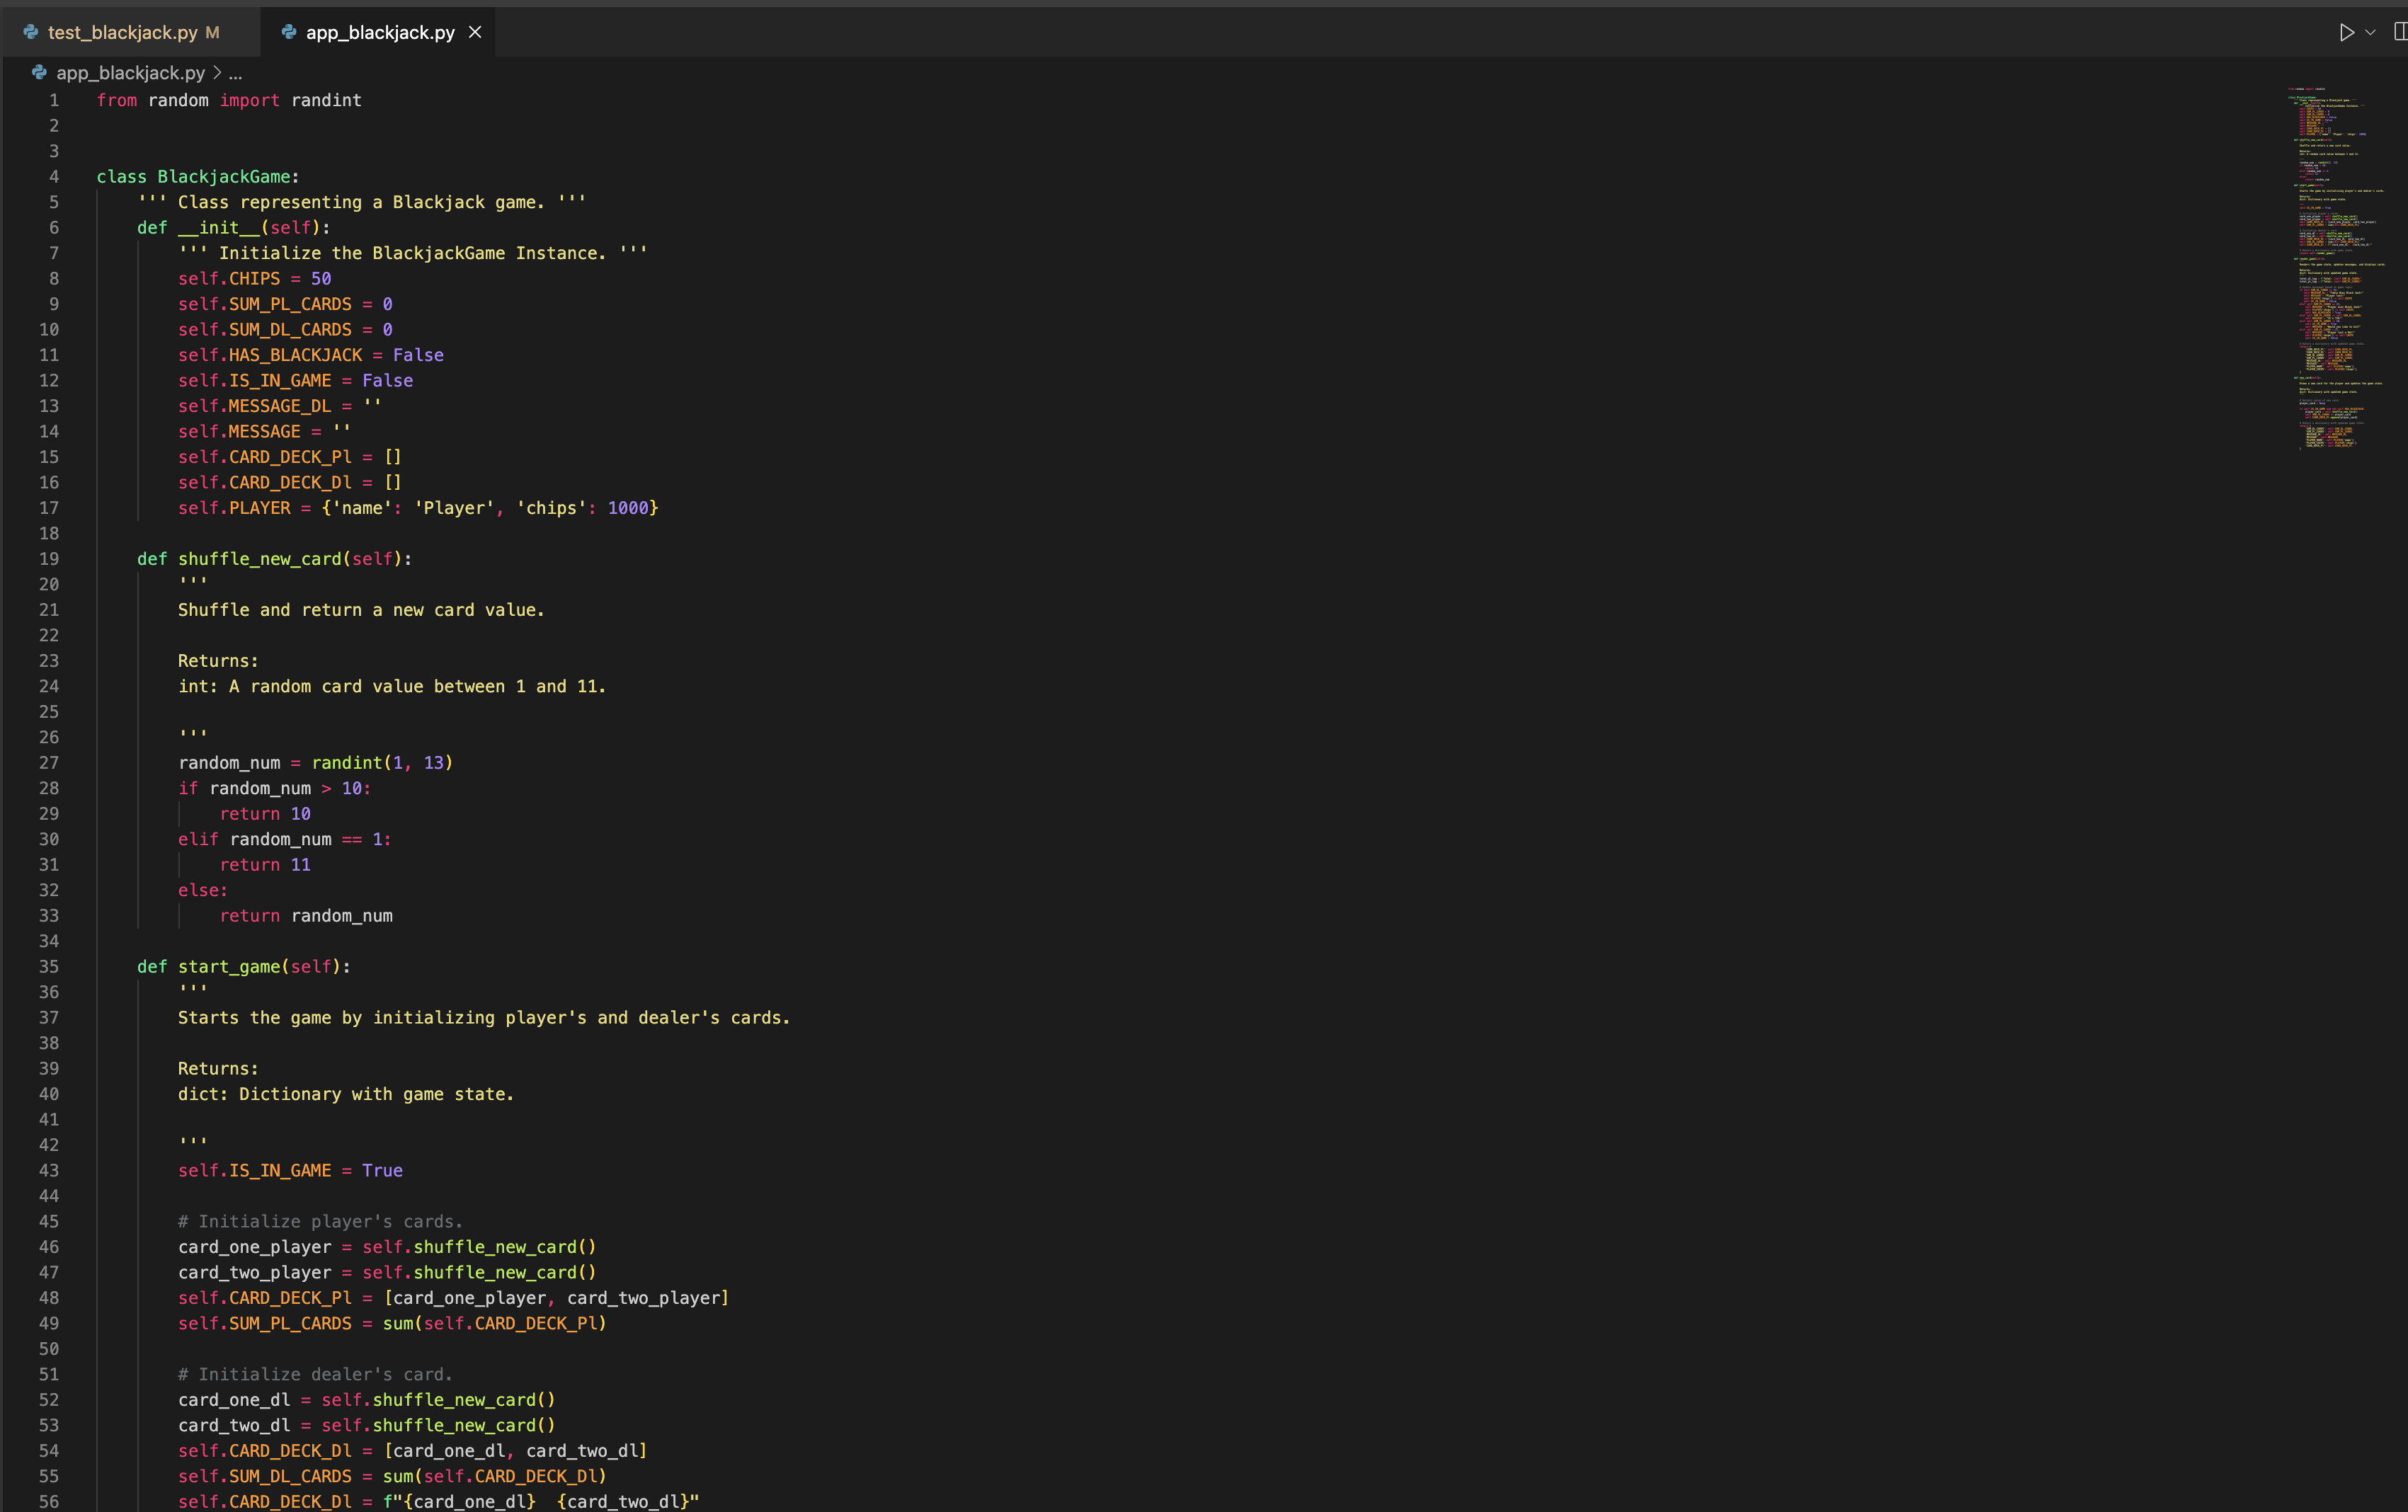 test_blackjack.py M
app_blackjack.py
app_blackjack.py > ...
1 from random import randint
2
3
4 class BlackjackGame:
5 ''' Class representing a Blackjack game. '''
6 def __init__(self):
7 ''' Initialize the BlackjackGame Instance. '''
8 self.CHIPS = 50
9 self.SUM_PL_CARDS = 0
10 self.SUM_DL_CARDS = 0
11 self.HAS_BLACKJACK = False
12 self.IS_IN_GAME = False
13 self.MESSAGE_DL = ''
14 self.MESSAGE = ''
15 self.CARD_DECK_Pl = []
16 self.CARD_DECK_Dl = []
17 self.PLAYER = {'name': 'Player', 'chips': 1000}
18
19 def shuffle_new_card(self):
20 '''
21 Shuffle and return a new card value.
22
23 Returns:
24 int: A random card value between 1 and 11.
25
26 '''
27 random_num = randint(1, 13)
28 if random_num > 10:
29 return 10
30 elif random_num == 1:
31 return 11
32 else:
33 return random_num
34
35 def start_game(self):
36 '''
37 Starts the game by initializing player's and dealer's cards.
38
39 Returns:
40 dict: Dictionary with game state.
41
42 '''
43 self.IS_IN_GAME = True
44
45 # Initialize player's cards.
46 card_one_player = self.shuffle_new_card()
47 card_two_player = self.shuffle_new_card()
48 self.CARD_DECK_Pl = [card_one_player, card_two_player]
49 self.SUM_PL_CARDS = sum(self.CARD_DECK_Pl)
50
51 # Initialize dealer's card.
52 card_one_dl = self.shuffle_new_card()
53 card_two_dl = self.shuffle_new_card()
54 self.CARD_DECK_Dl = [card_one_dl, card_two_dl]
55 self.SUM_DL_CARDS = sum(self.CARD_DECK_Dl)
56 self.CARD_DECK_Dl = f"{card_one_dl}  {card_two_dl}"